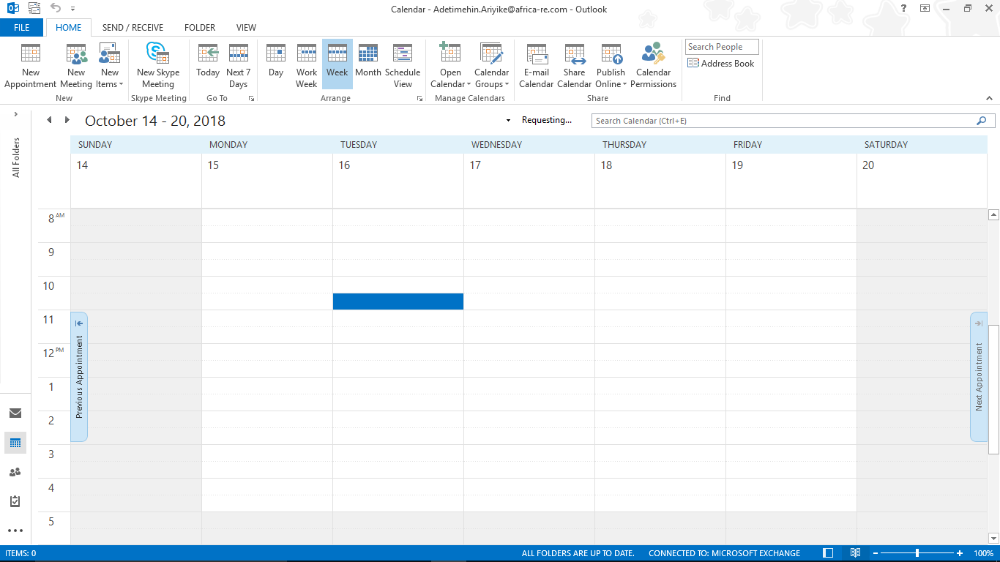 Calendar - Adetimehin.Ariyike@africa-re.com - Outlook
?
FILE HOME SEND / RECEIVE FOLDER VIEW
New Appointment
New Meeting
New Items
New
New Skype Meeting
Skype Meeting
Today
Next 7 Days
Go To
Day
Work Week
Week
Month
Schedule View
Arrange
Open Calendar
Calendar Groups
Manage Calendars
E-mail Calendar
Share Calendar
Publish Online
Calendar Permissions
Share
Search People
Address Book
Find
All Folders
October 14 - 20, 2018
Requesting...
Search Calendar (Ctrl+E)
SUNDAY MONDAY TUESDAY WEDNESDAY THURSDAY FRIDAY SATURDAY
14 15 16 17 18 19 20
8 AM
9
10
11
12 PM
1
2
3
4
5
Previous Appointment
Next Appointment
ITEMS: 0 ALL FOLDERS ARE UP TO DATE. CONNECTED TO: MICROSOFT EXCHANGE 100%